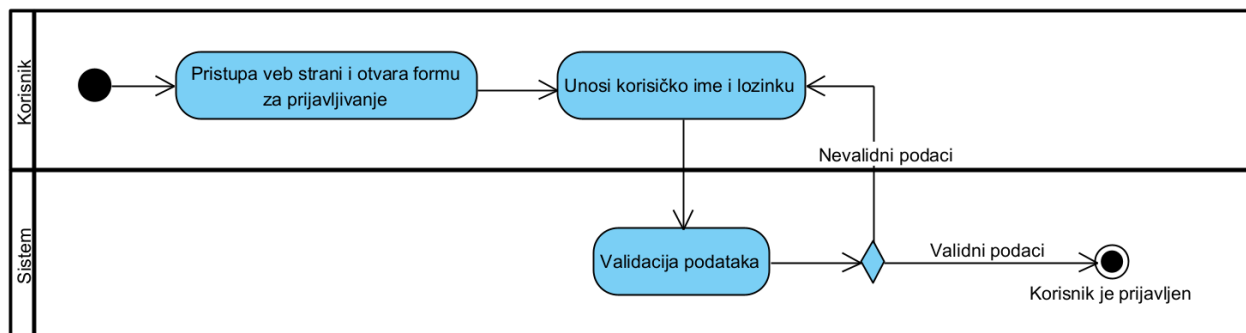 Korisnik
Pristupa veb strani i otvara formu
za prijavljivanje
Unosi korisičko ime i lozinku
Nevalidni podaci
Sistem
Validacija podataka
Validni podaci
Korisnik je prijavljen